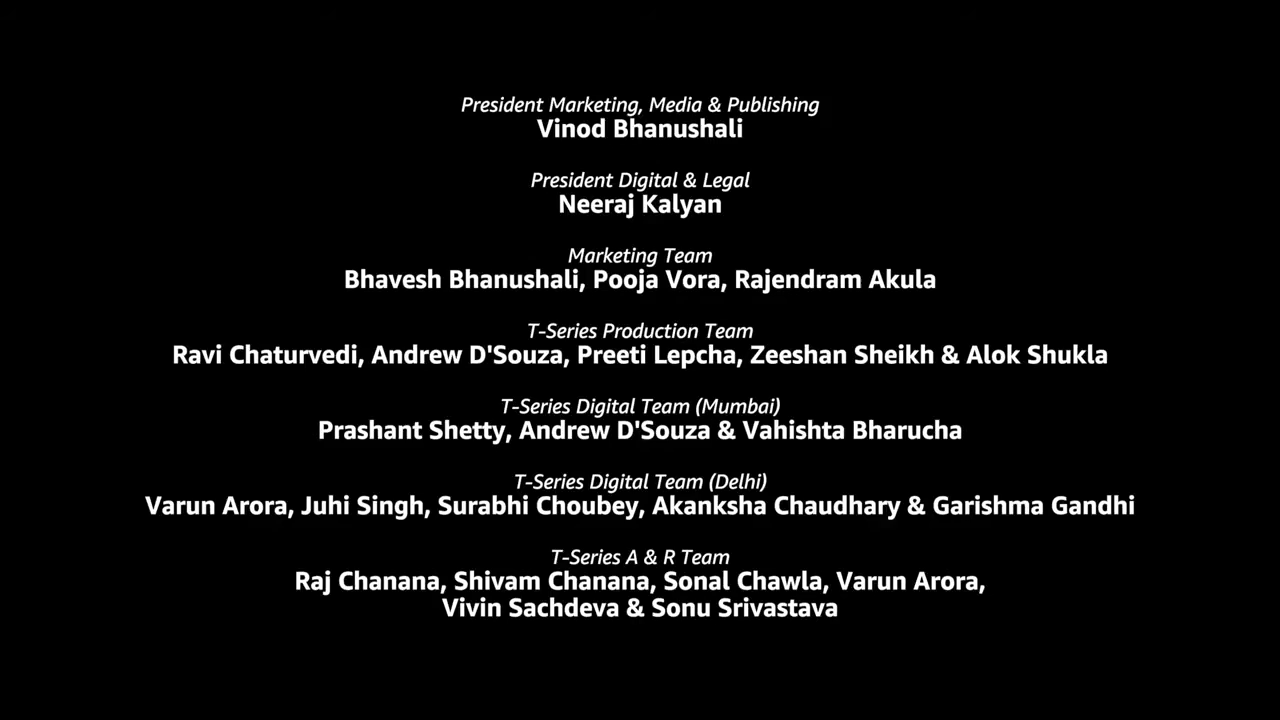 President Marketing, Media & Publishing
Vinod Bhanushali
President Digital & Legal
Neeraj Kalyan
Marketing Team
Bhavesh Bhanushali, Pooja Vora, Rajendram Akula
T-Series Production Team
Ravi Chaturvedi, Andrew D'Souza, Preeti Lepcha, Zeeshan Sheikh & Alok Shukla
T-Series Digital Team (Mumbai)
Prashant Shetty, Andrew D'Souza & Vahishta Bharucha
T-Series Digital Team (Delhi)
Varun Arora, Juhi Singh, Surabhi Choubey, Akanksha Chaudhary & Garishma Gandhi
T-Series A & R Team
Raj Chanana, Shivam Chanana, Sonal Chawla, Varun Arora,
Vivin Sachdeva & Sonu Srivastava